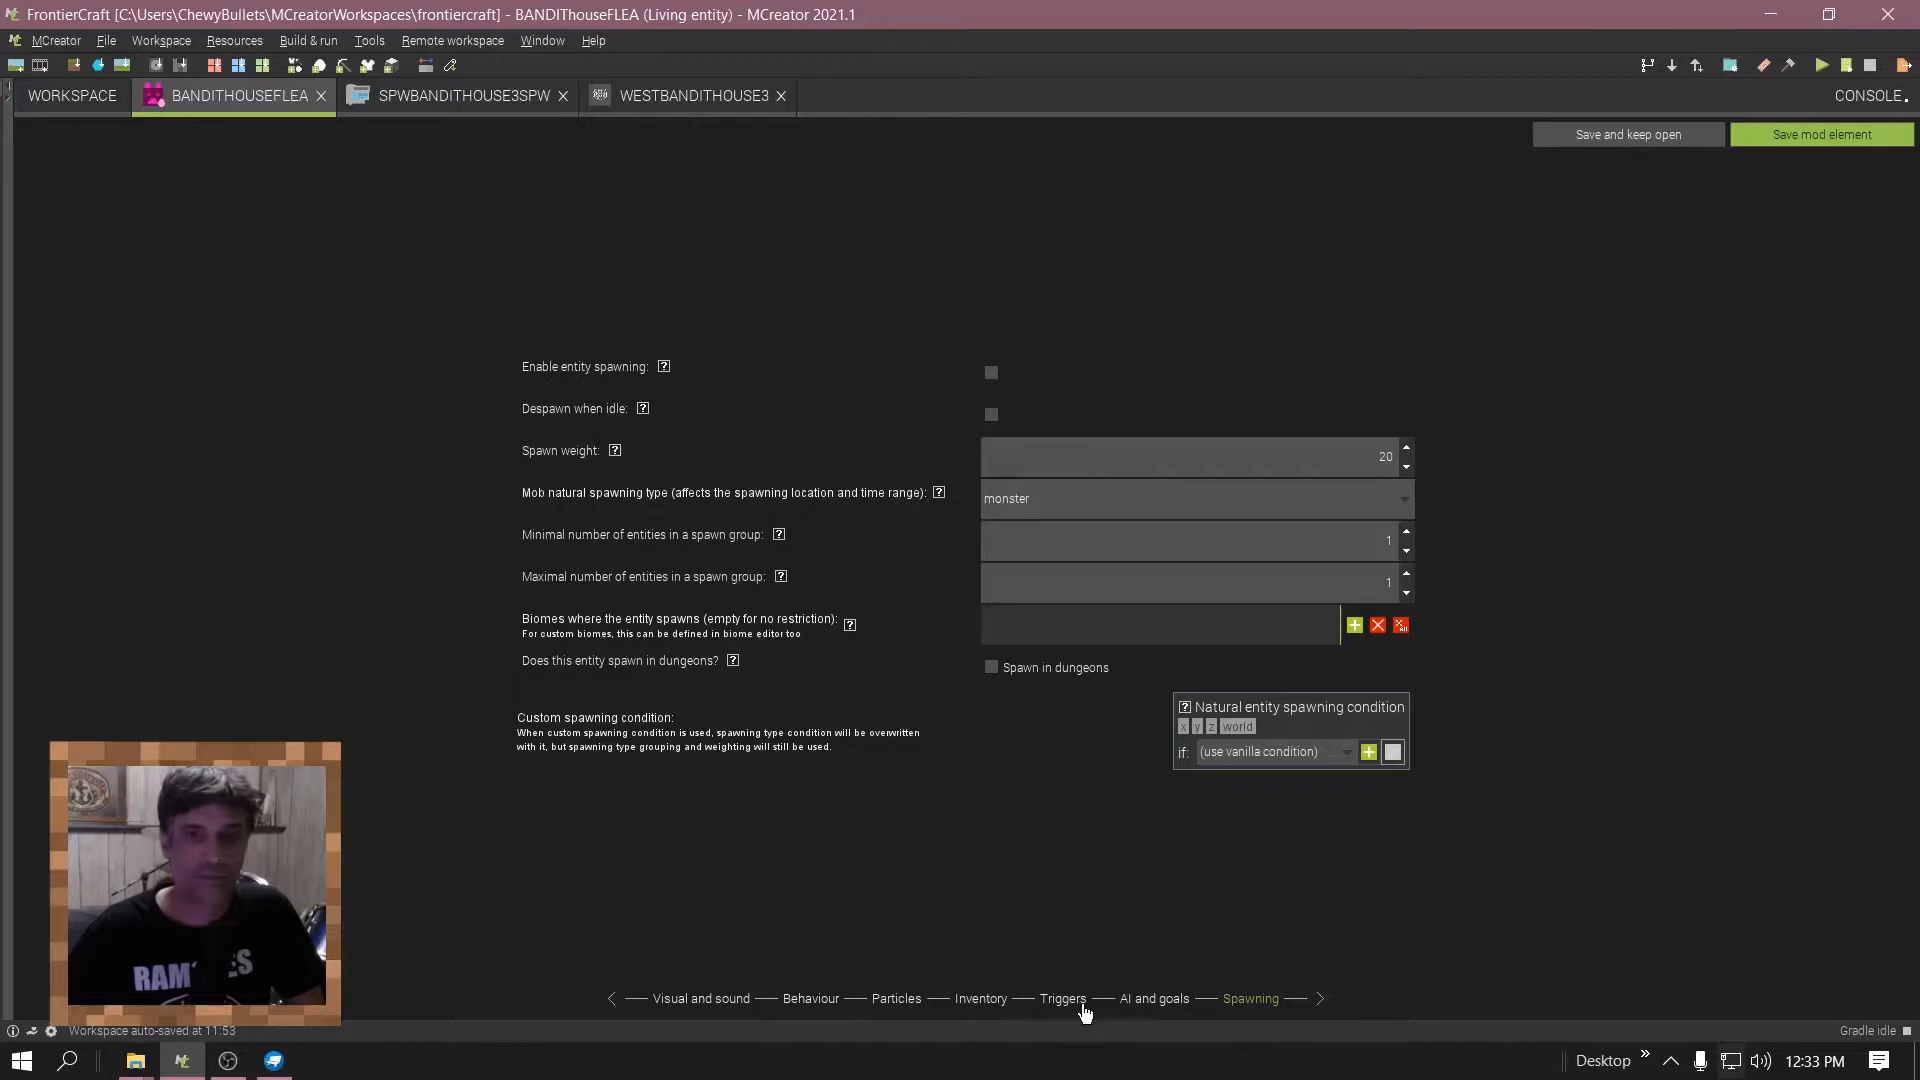 FrontierCraft [C:\Users\ChewyBullets\MCreatorWorkspaces\frontiercraft] - BANDIThouseFLEA (Living entity) - MCreator 2021.1
MCreator File Workspace Resources Build & run Tools Remote workspace Window Help
WORKSPACE BANDITHOUSEFLEA SPWBANDITHOUSE3SPW WESTBANDITHOUSE3 CONSOLE
Save and keep open Save mod element
Enable entity spawning: ?
Despawn when idle: ?
Spawn weight: ? 20
Mob natural spawning type (affects the spawning location and time range): ? monster
Minimal number of entities in a spawn group: ? 1
Maximal number of entities in a spawn group: ? 1
Biomes where the entity spawns (empty for no restriction): ?
For custom biomes, this can be defined in biome editor too
Does this entity spawn in dungeons? ? Spawn in dungeons
? Natural entity spawning condition
x y z world
if: (use vanilla condition)
Custom spawning condition:
When custom spawning condition is used, spawning type condition will be overwritten
with it, but spawning type grouping and weighting will still be used.
Visual and sound Behaviour Particles Inventory Triggers AI and goals Spawning
Workspace auto-saved at 11:53 Gradle idle
Desktop 12:33 PM